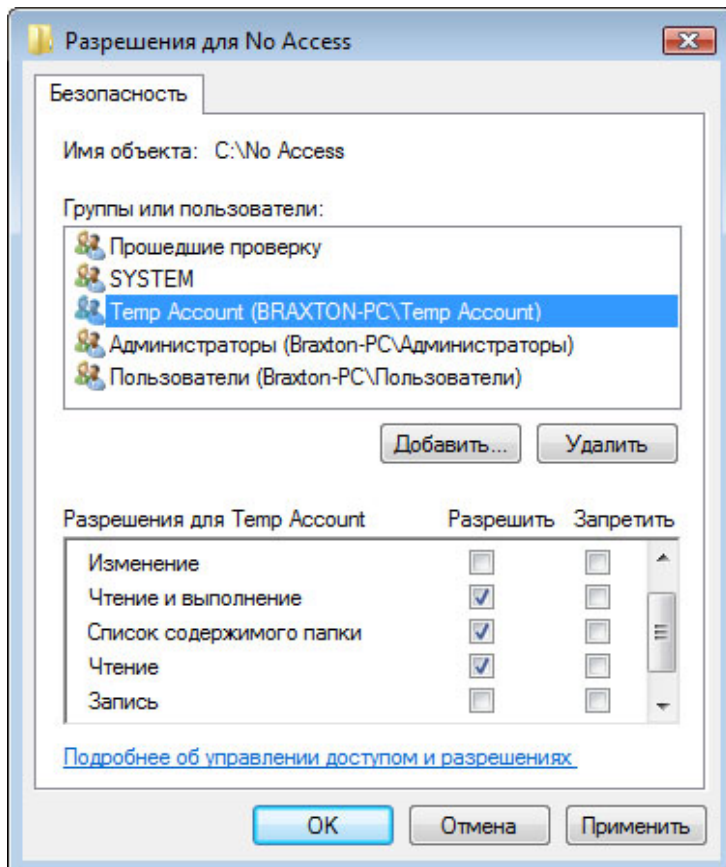 Разрешения для No Access
Безопасность
Имя объекта: C:\No Access
Группы или пользователи:
Прошедшие проверку
SYSTEM
Temp Account (BRAXTON-PC\Temp Account)
Администраторы (Braxton-PC\Администраторы)
Пользователи (Braxton-PC\Пользователи)
Добавить... Удалить
Разрешения для Temp Account Разрешить Запретить
Изменение
Чтение и выполнение
Список содержимого папки
Чтение
Запись
Подробнее об управлении доступом и разрешениях
OK Отмена Применить